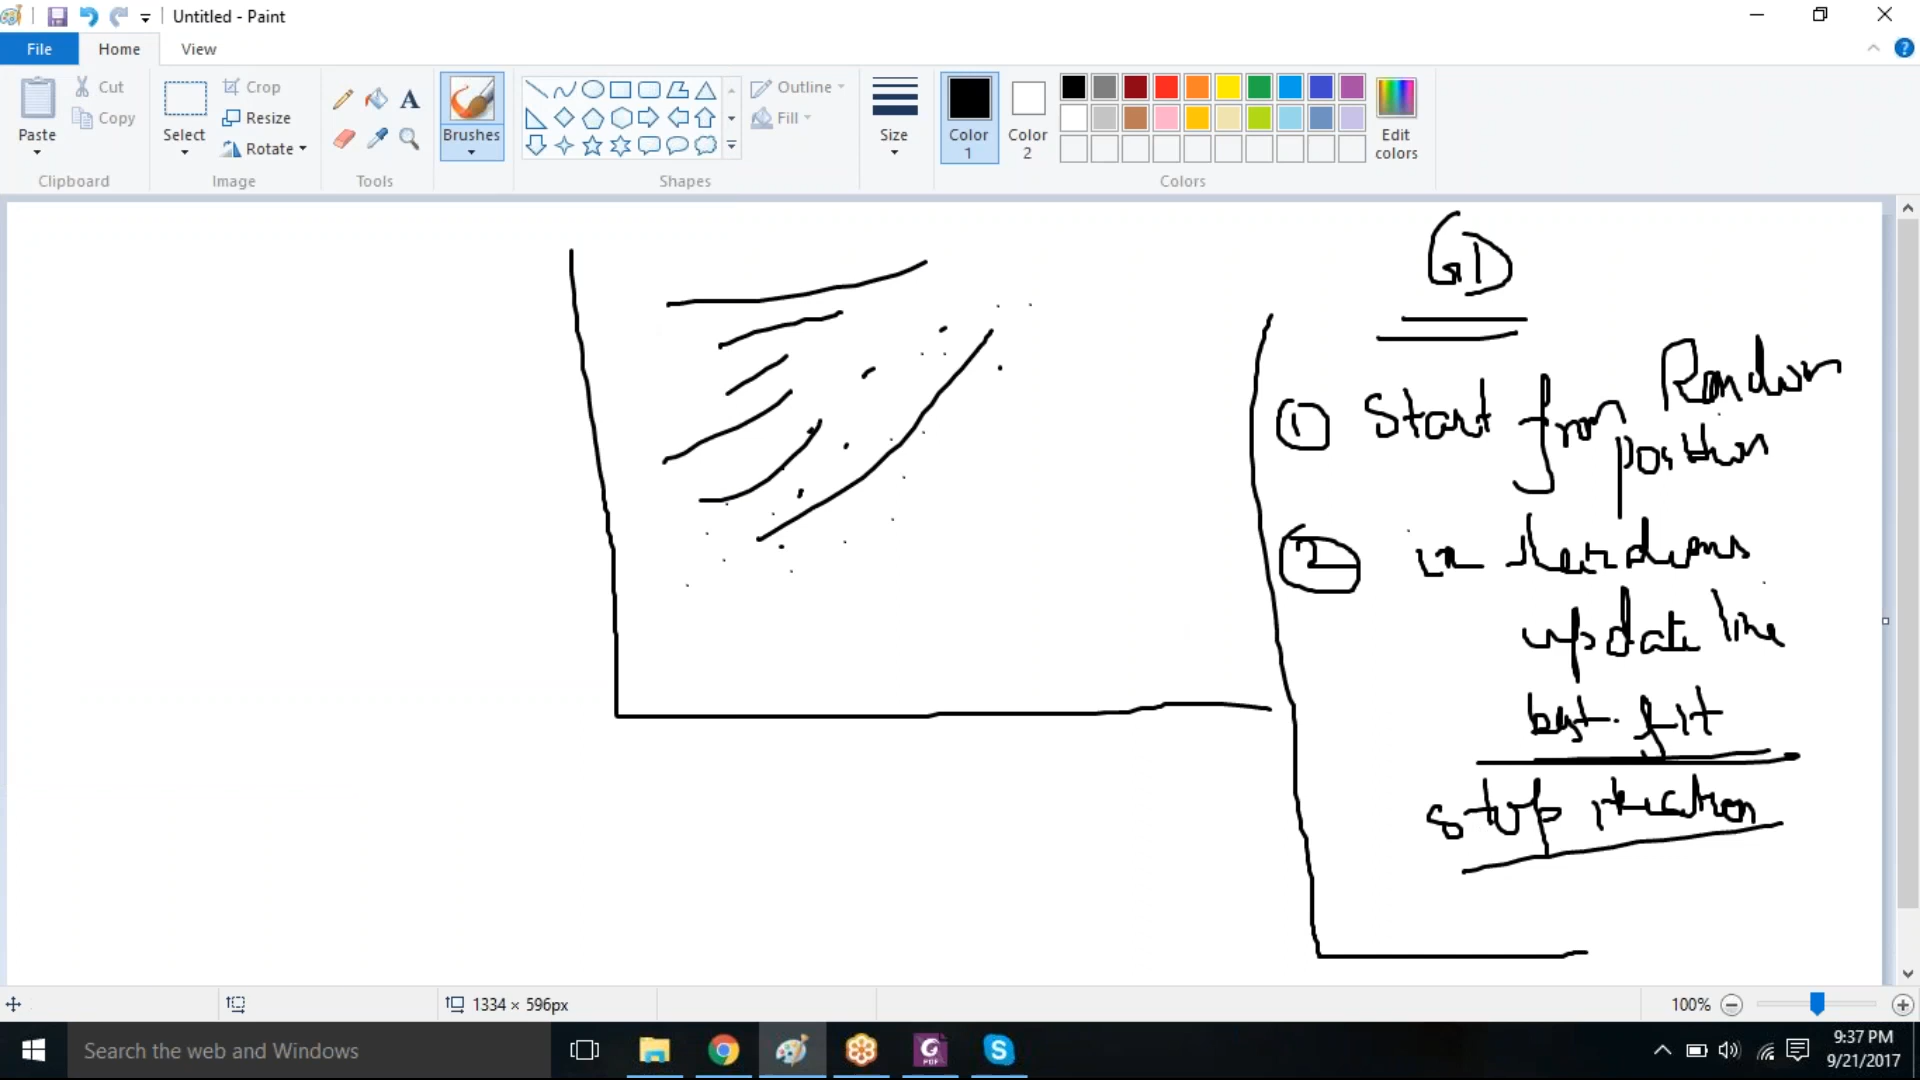 Untitled - Paint
File
Home
View
Paste
Cut
Copy
Clipboard
Select
Crop
Resize
Rotate
Image
Tools
Brushes
Shapes
Outline
Fill
Size
Color 1
Color 2
Edit colors
Colors
GD
① Start from Random
position
② in iterations
update line
best fit
stop iteration
1334 × 596px
100%
Search the web and Windows
9:37 PM
9/21/2017